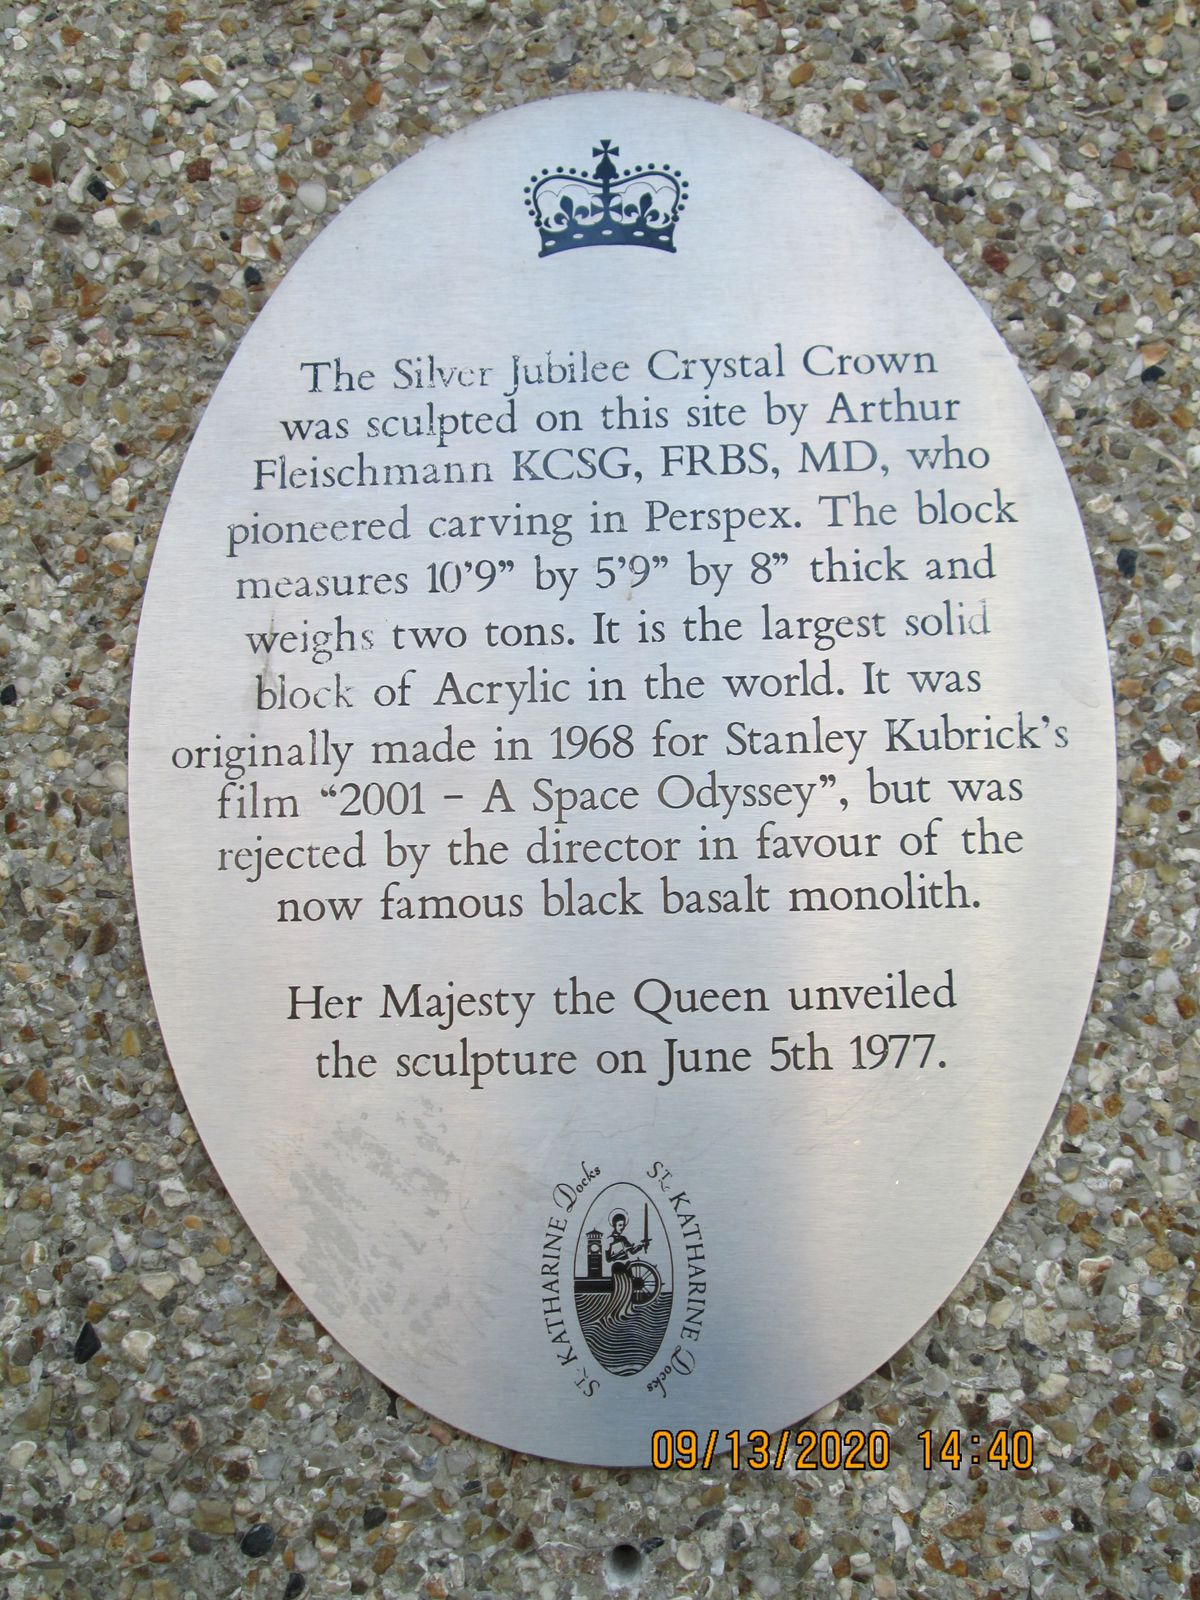 The Silver Jubilee Crystal Crown
was sculpted on this site by Arthur
Fleischmann KCSG, FRBS, MD, who
pioneered carving in Perspex. The block
measures 10'9” by 5'9” by 8” thick and
weighs two tons. It is the largest solid
block of Acrylic in the world. It was
originally made in 1968 for Stanley Kubrick's
film “2001 – A Space Odyssey”, but was
rejected by the director in favour of the
now famous black basalt monolith.
Her Majesty the Queen unveiled
the sculpture on June 5th 1977.
ST. KATHARINE Docks
ST. KATHARINE Docks
09/13/2020 14:40